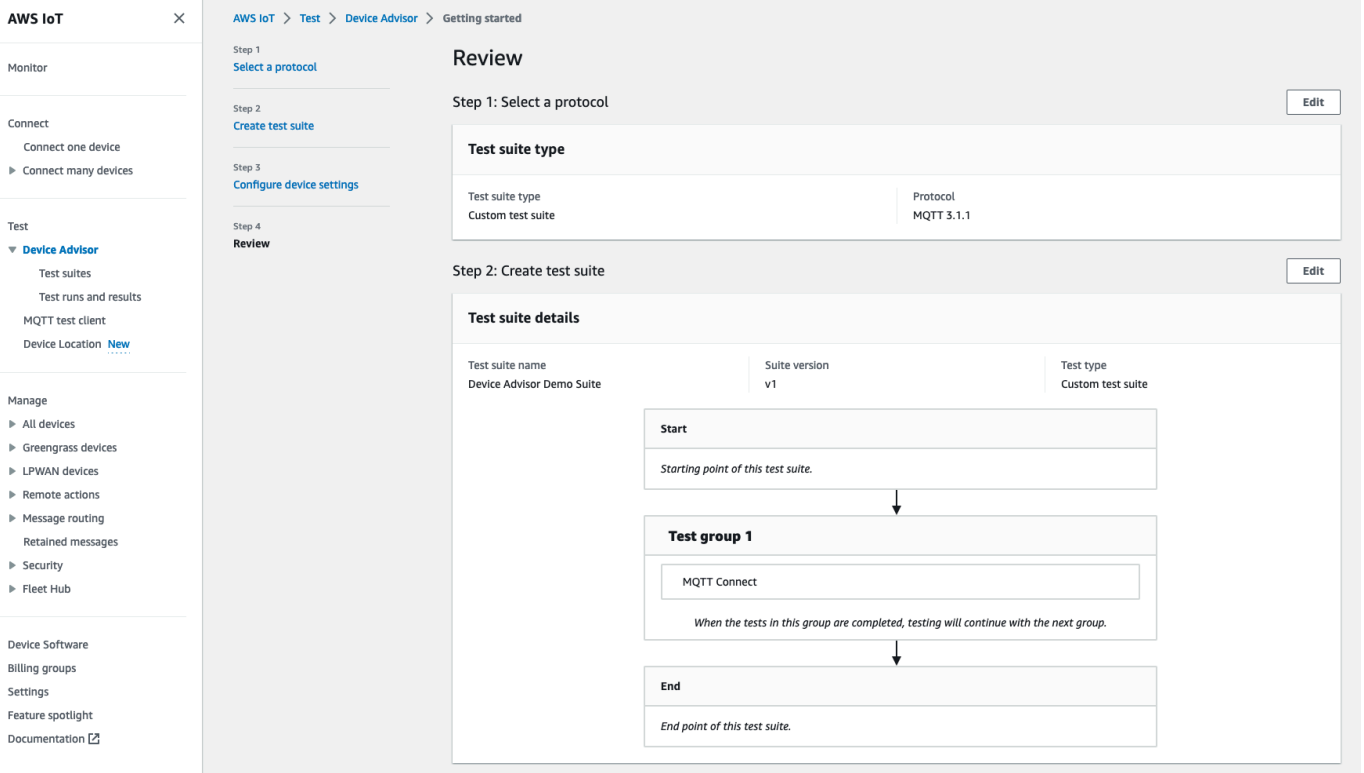 AWS IoT
Monitor
Connect
Connect one device
Connect many devices
Test
Device Advisor
Test suites
Test runs and results
MQTT test client
Device Location New
Manage
All devices
Greengrass devices
LPWAN devices
Remote actions
Message routing
Retained messages
Security
Fleet Hub
Device Software
Billing groups
Settings
Feature spotlight
Documentation
AWS IoT > Test > Device Advisor > Getting started
Step 1
Select a protocol
Step 2
Create test suite
Step 3
Configure device settings
Step 4
Review
Review
Step 1: Select a protocol
Edit
Test suite type
Test suite type
Custom test suite
Protocol
MQTT 3.1.1
Step 2: Create test suite
Edit
Test suite details
Test suite name
Device Advisor Demo Suite
Suite version
v1
Test type
Custom test suite
Start
Starting point of this test suite.
Test group 1
MQTT Connect
When the tests in this group are completed, testing will continue with the next group.
End
End point of this test suite.